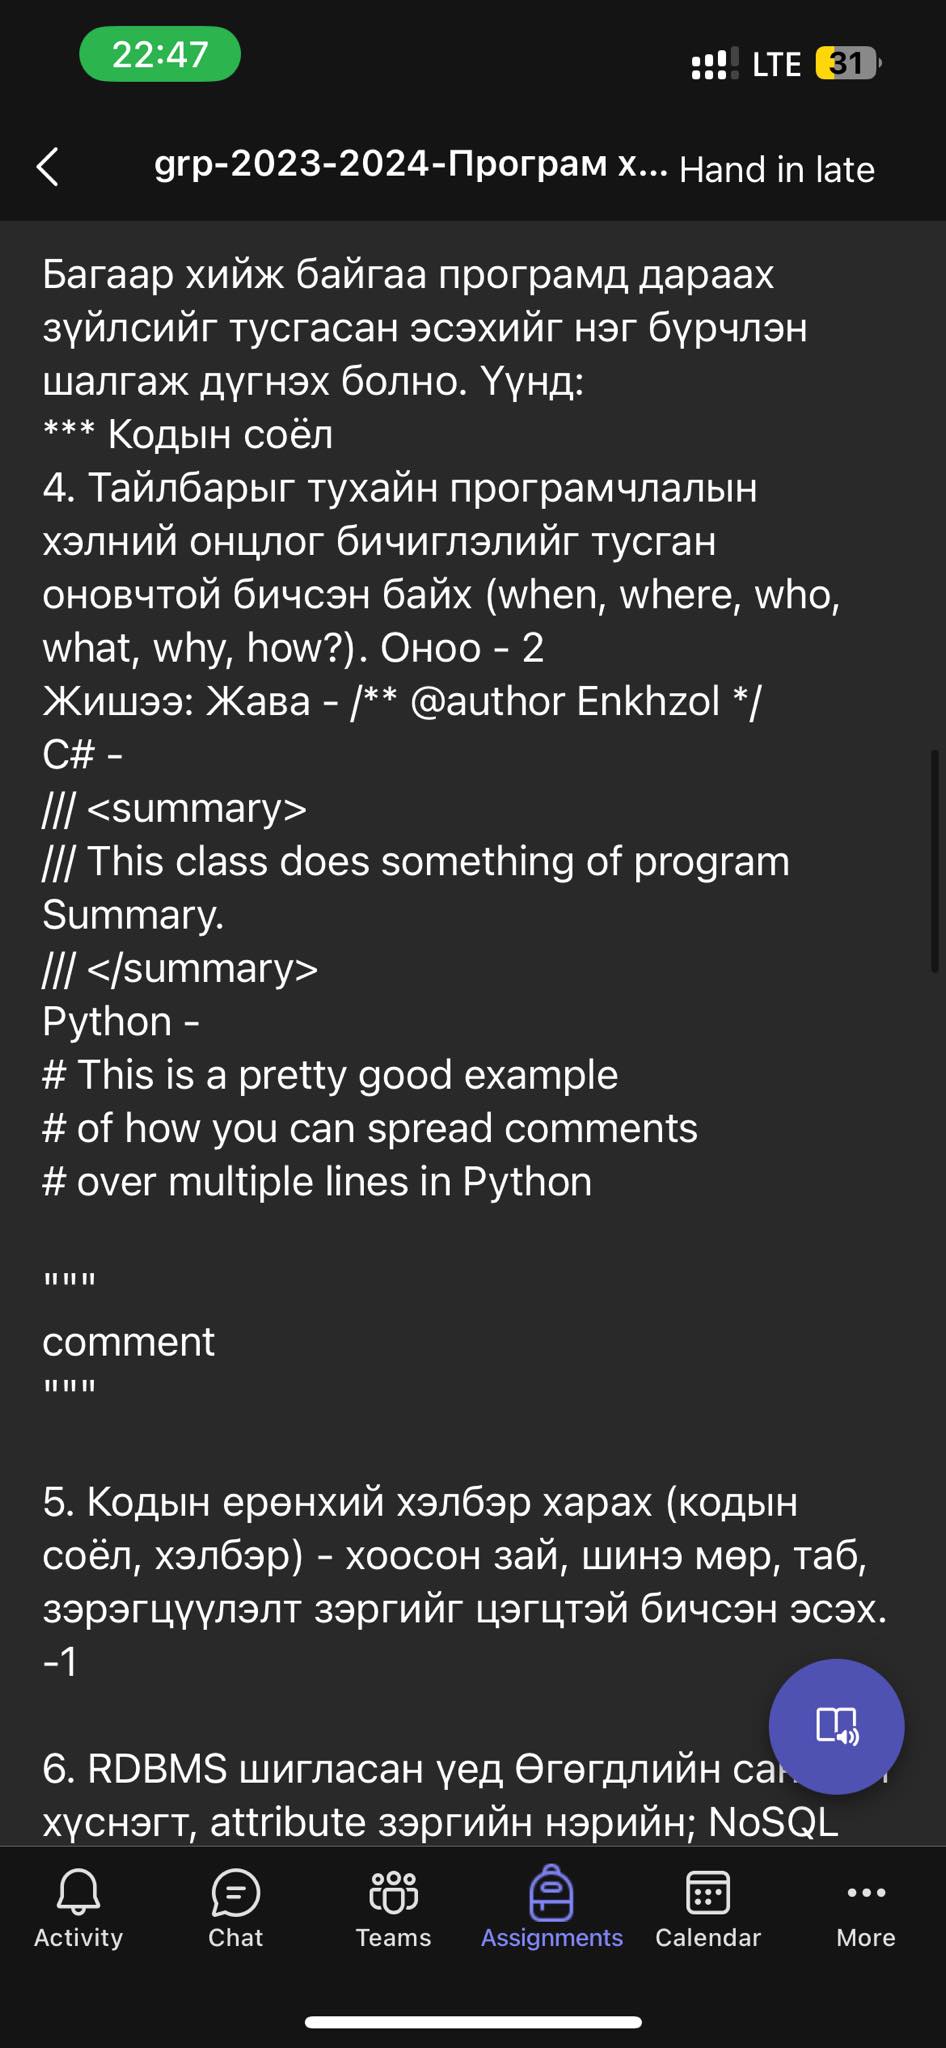 22:47
LTE 31
grp-2023-2024-Програм х... Hand in late
Багаар хийж байгаа програмд дараах
зүйлсийг тусгасан эсэхийг нэг бүрчлэн
шалгаж дүгнэх болно. Үүнд:
*** Кодын соёл
4. Тайлбарыг тухайн програмчлалын
хэлний онцлог бичиглэлийг тусган
оновчтой бичсэн байх (when, where, who,
what, why, how?). Оноо - 2
Жишээ: Жава - /** @author Enkhzol */
C# -
/// <summary>
/// This class does something of program
Summary.
/// </summary>
Python -
# This is a pretty good example
# of how you can spread comments
# over multiple lines in Python
"""
comment
"""
5. Кодын ерөнхий хэлбэр харах (кодын
соёл, хэлбэр) - хоосон зай, шинэ мөр, таб,
зэрэгцүүлэлт зэргийг цэгцтэй бичсэн эсэх.
-1
6. RDBMS шигласан үед Өгөгдлийн
хүснэгт, attribute зэргийн нэрийн; NoSQL
Activity Chat Teams Assignments Calendar More